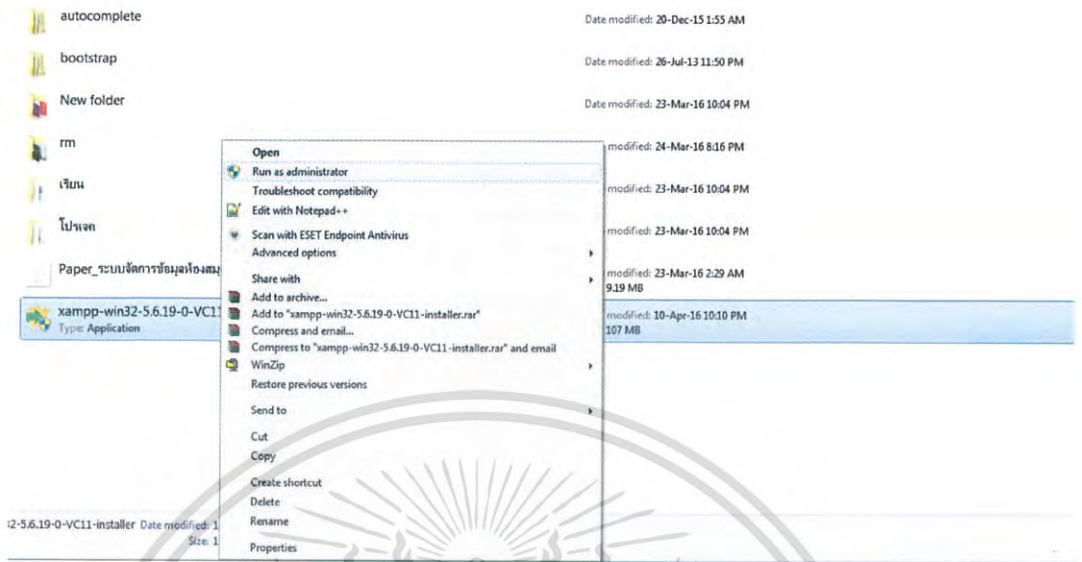 autocomplete
Date modified: 20-Dec-15 1:55 AM
bootstrap
Date modified: 26-Jul-13 11:50 PM
New folder
Date modified: 23-Mar-16 10:04 PM
rm
modified: 24-Mar-16 8:16 PM
เรียน
modified: 23-Mar-16 10:04 PM
โปรเจค
modified: 23-Mar-16 10:04 PM
Paper_ระบบจัดการข้อมูลห้องสมุ
modified: 23-Mar-16 2:29 AM
9.19 MB
xampp-win32-5.6.19-0-VC11
Type: Application
modified: 10-Apr-16 10:10 PM
107 MB
Open
Run as administrator
Troubleshoot compatibility
Edit with Notepad++
Scan with ESET Endpoint Antivirus
Advanced options
Share with
Add to archive...
Add to "xampp-win32-5.6.19-0-VC11-installer.rar"
Compress and email...
Compress to "xampp-win32-5.6.19-0-VC11-installer.rar" and email
WinZip
Restore previous versions
Send to
Cut
Copy
Create shortcut
Delete
Rename
Properties
32-5.6.19-0-VC11-installer Date modified: 1
Size: 1